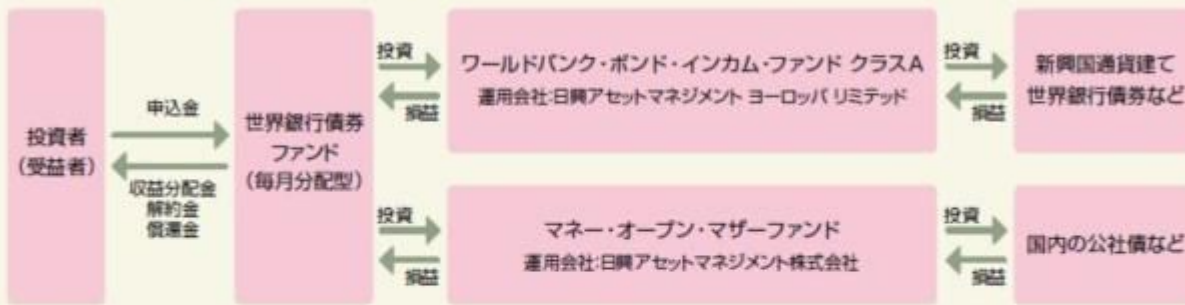 投資者
(受益者)
申込金
収益分配金
解約金
償還金
世界銀行債券
ファンド
(毎月分配型)
投資
損益
ワールドバンク・ボンド・インカム・ファンド クラスA
運用会社:日興アセットマネジメント ヨーロッパ リミテッド
投資
損益
新興国通貨建て
世界銀行債券など
投資
損益
マネー・オープン・マザーファンド
運用会社:日興アセットマネジメント株式会社
投資
損益
国内の公社債など